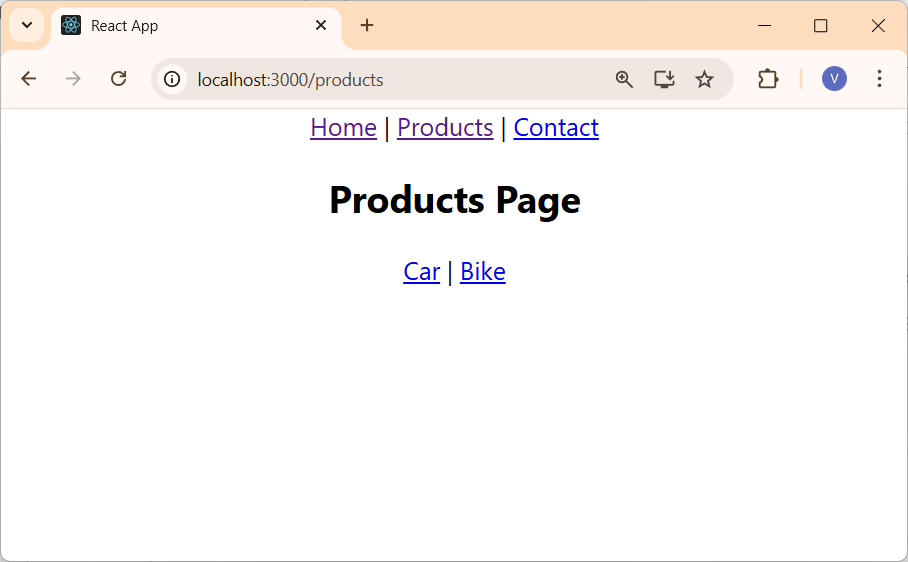 React App
localhost:3000/products
V
Home | Products | Contact
Products Page
Car | Bike